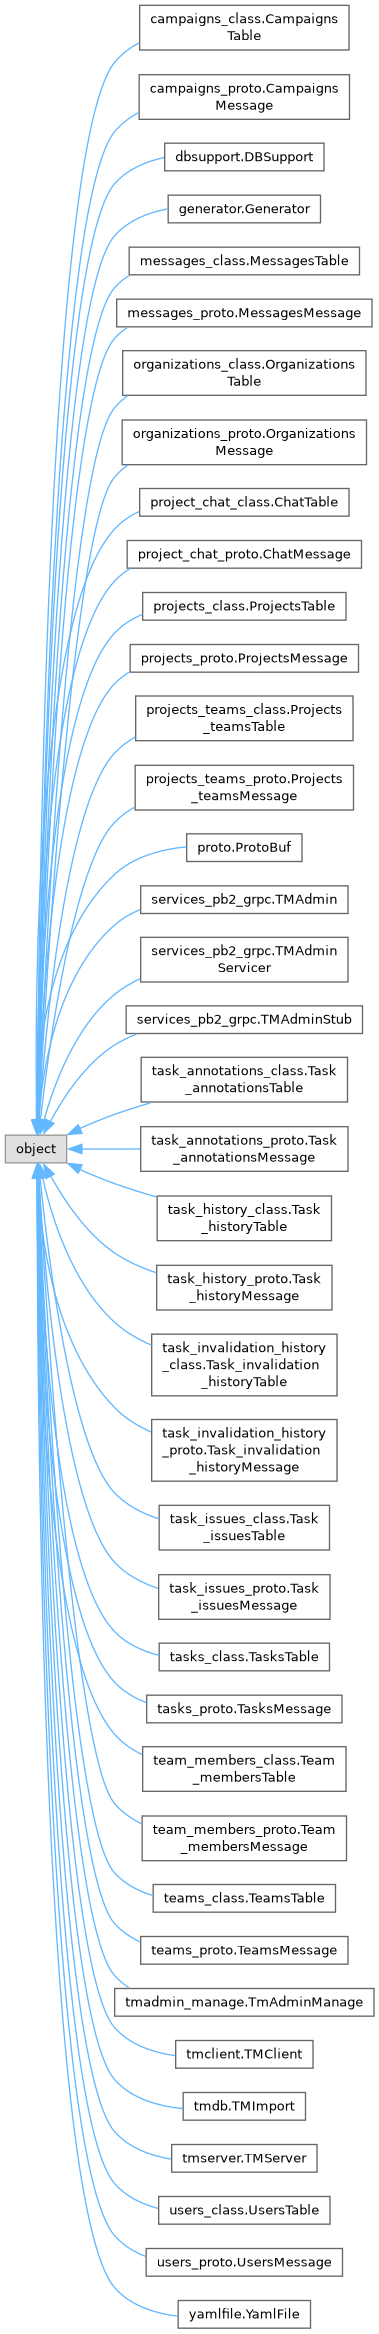 campaigns_class.Campaigns
Table
campaigns_proto.Campaigns
Message
dbsupport.DBSupport
generator.Generator
messages_class.MessagesTable
messages_proto.MessagesMessage
organizations_class.Organizations
Table
organizations_proto.Organizations
Message
project_chat_class.ChatTable
project_chat_proto.ChatMessage
projects_class.ProjectsTable
projects_proto.ProjectsMessage
projects_teams_class.Projects
_teamsTable
projects_teams_proto.Projects
_teamsMessage
proto.ProtoBuf
services_pb2_grpc.TMAdmin
services_pb2_grpc.TMAdmin
Servicer
services_pb2_grpc.TMAdminStub
task_annotations_class.Task
_annotationsTable
object
task_annotations_proto.Task
_annotationsMessage
task_history_class.Task
_historyTable
task_history_proto.Task
_historyMessage
task_invalidation_history
_class.Task_invalidation
_historyTable
task_invalidation_history
_proto.Task_invalidation
_historyMessage
task_issues_class.Task
_issuesTable
task_issues_proto.Task
_issuesMessage
tasks_class.TasksTable
tasks_proto.TasksMessage
team_members_class.Team
_membersTable
team_members_proto.Team
_membersMessage
teams_class.TeamsTable
teams_proto.TeamsMessage
tmadmin_manage.TmAdminManage
tmclient.TMClient
tmdb.TMImport
tmserver.TMServer
users_class.UsersTable
users_proto.UsersMessage
yamlfile.YamlFile